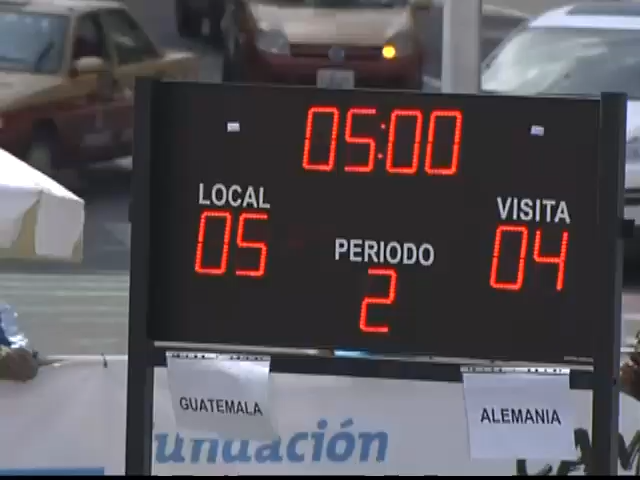 05:00
LOCAL
VISITA
05
04
PERIODO
2
GUATEMALA
ALEMANIA
undación